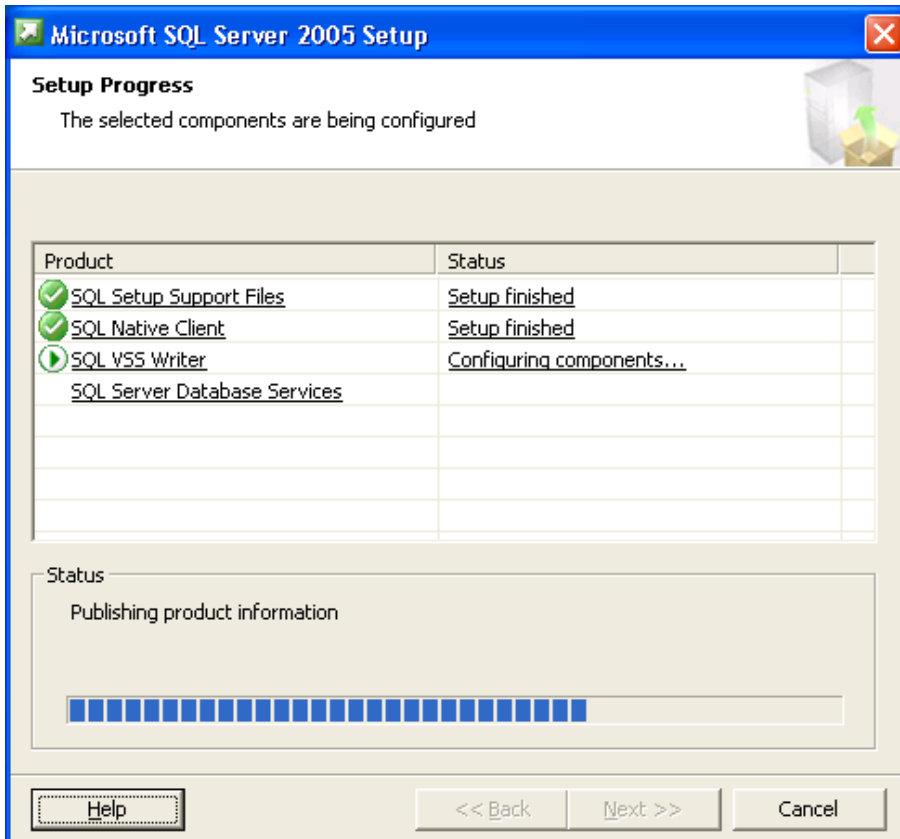 Microsoft SQL Server 2005 Setup
Setup Progress
The selected components are being configured
Product Status
SQL Setup Support Files Setup finished
SQL Native Client Setup finished
SQL VSS Writer Configuring components...
SQL Server Database Services
Status
Publishing product information
Help << Back Next >> Cancel